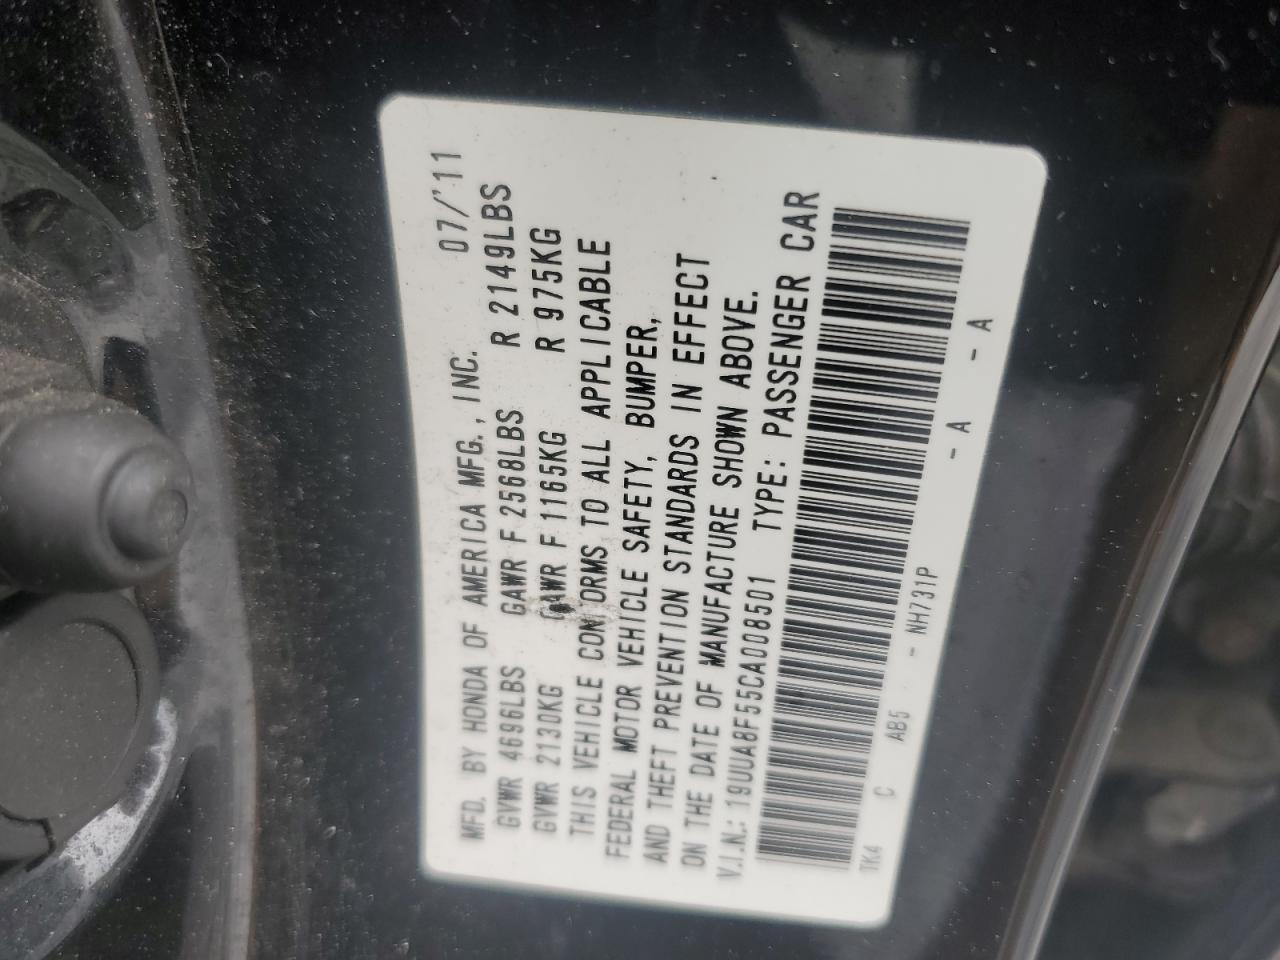 MFD. BY HONDA OF AMERICA MFG., INC. 07/'11
GVWR 4696LBS GAWR F 2568LBS R 2149LBS
GVWR 2130KG GAWR F 1165KG R 975KG
THIS VEHICLE CONFORMS TO ALL APPLICABLE
FEDERAL MOTOR VEHICLE SAFETY, BUMPER,
AND THEFT PREVENTION STANDARDS IN EFFECT
ON THE DATE OF MANUFACTURE SHOWN ABOVE.
V.I.N.: 19UUA8F55CA008501 TYPE: PASSENGER CAR
TK4 C AB5 - NH731P - A - A